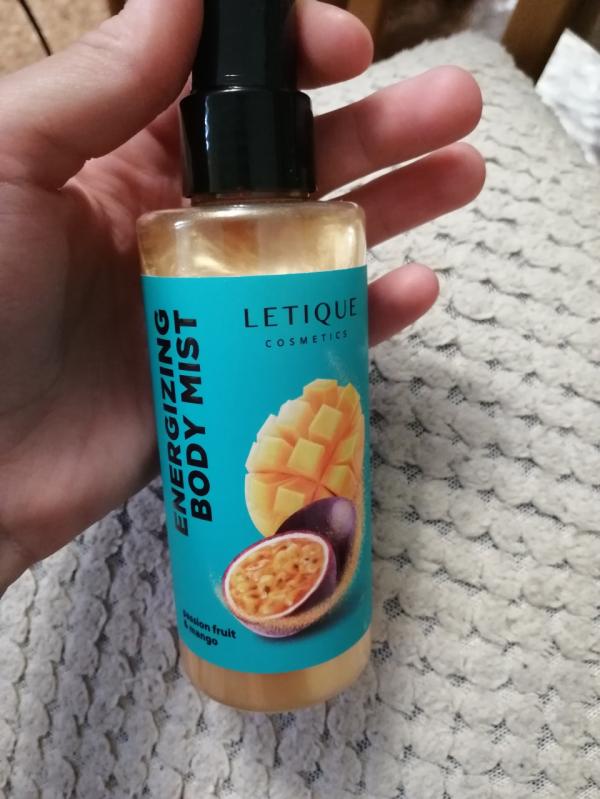 LETIQUE
COSMETICS
ENERGIZING
BODY MIST
passion fruit
& mango